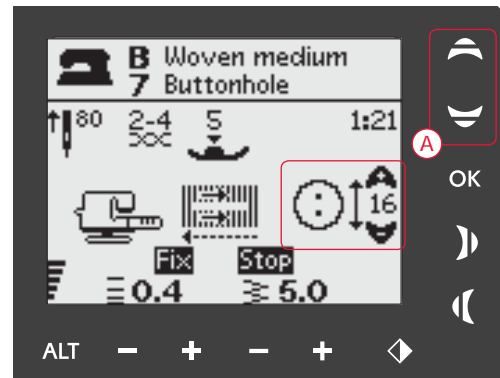 B Woven medium
7 Buttonhole
80 2-4 5 1:21
A
OK
16
Fix Stop
0.4 5.0
ALT - + - +